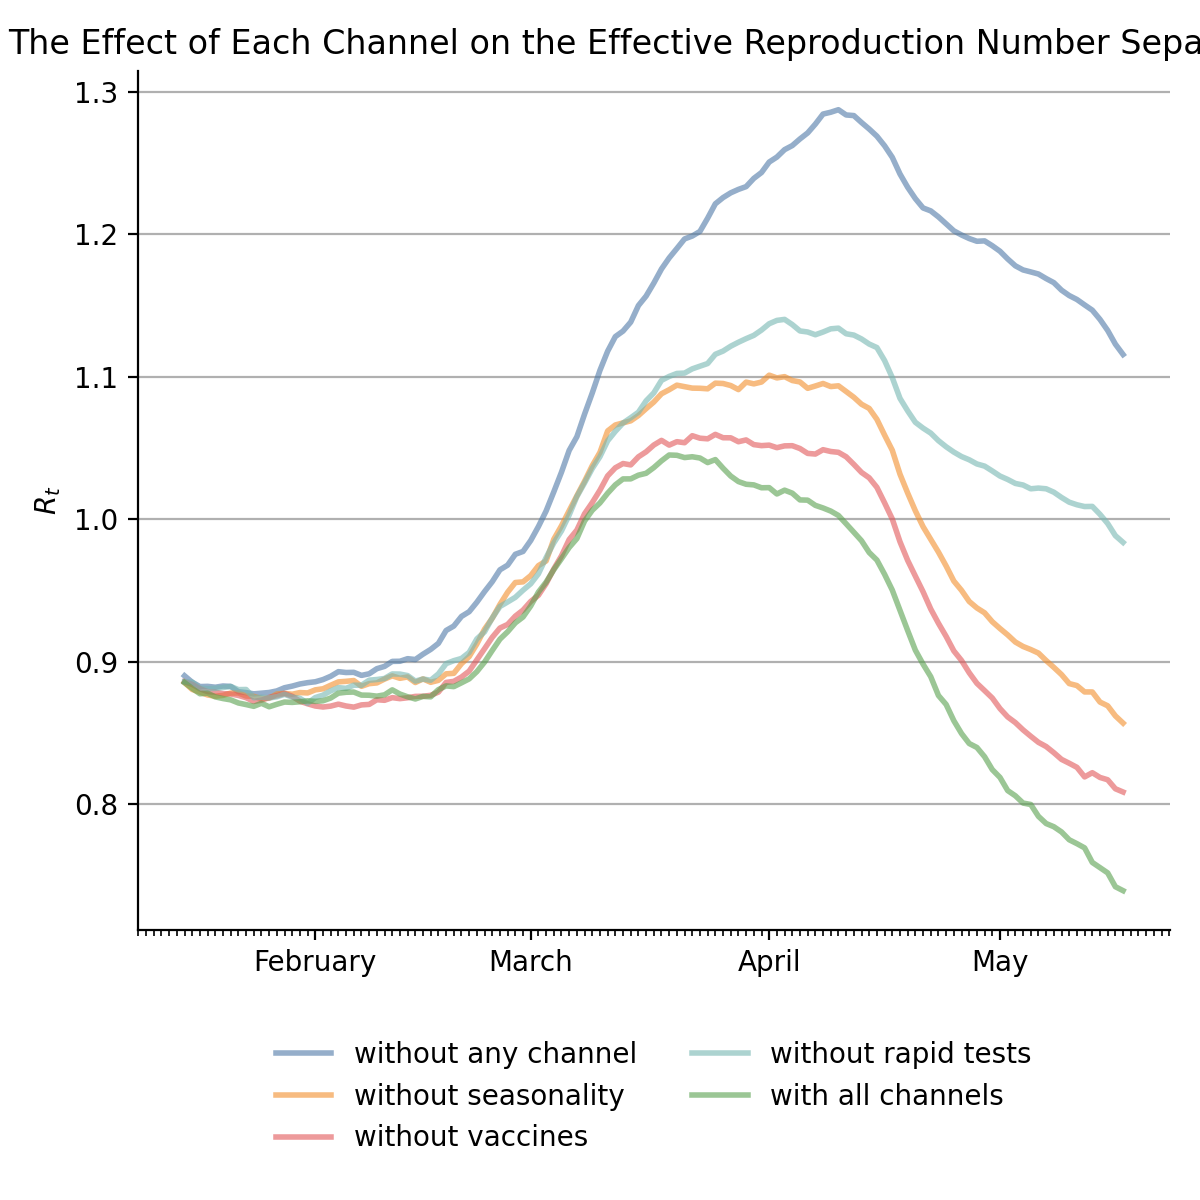 The Effect of Each Channel on the Effective Reproduction Number Sepa
1.3
1.2
1.1
1.0
0.9
0.8
R_t
February March April May
without any channel without rapid tests
without seasonality with all channels
without vaccines